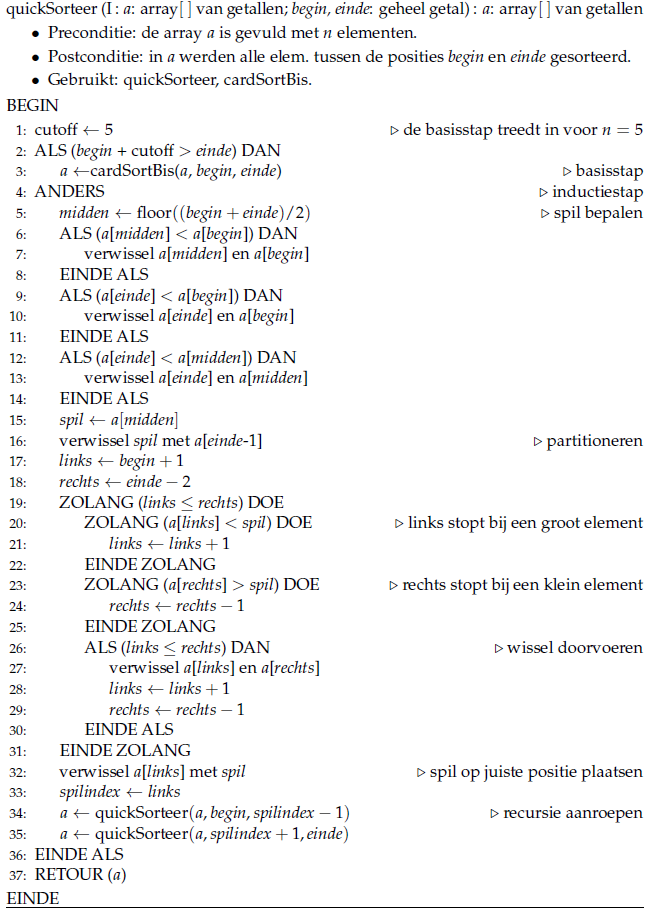 quickSorteer (I : a: array[ ] van getallen; begin, einde: geheel getal) : a: array[ ] van getallen
• Preconditie: de array a is gevuld met n elementen.
• Postconditie: in a werden alle elem. tussen de posities begin en einde gesorteerd.
• Gebruikt: quickSorteer, cardSortBis.
BEGIN
1: cutoff ← 5 ▷ de basisstap treedt in voor n = 5
2: ALS (begin + cutoff > einde) DAN
3: a ←cardSortBis(a, begin, einde) ▷ basisstap
4: ANDERS ▷ inductiestap
5: midden ← floor((begin + einde)/2) ▷ spil bepalen
6: ALS (a[midden] < a[begin]) DAN
7: verwissel a[midden] en a[begin]
8: EINDE ALS
9: ALS (a[einde] < a[begin]) DAN
10: verwissel a[einde] en a[begin]
11: EINDE ALS
12: ALS (a[einde] < a[midden]) DAN
13: verwissel a[einde] en a[midden]
14: EINDE ALS
15: spil ← a[midden]
16: verwissel spil met a[einde-1] ▷ partitioneren
17: links ← begin + 1
18: rechts ← einde − 2
19: ZOLANG (links ≤ rechts) DOE
20: ZOLANG (a[links] < spil) DOE ▷ links stopt bij een groot element
21: links ← links + 1
22: EINDE ZOLANG
23: ZOLANG (a[rechts] > spil) DOE ▷ rechts stopt bij een klein element
24: rechts ← rechts − 1
25: EINDE ZOLANG
26: ALS (links ≤ rechts) DAN ▷ wissel doorvoeren
27: verwissel a[links] en a[rechts]
28: links ← links + 1
29: rechts ← rechts − 1
30: EINDE ALS
31: EINDE ZOLANG
32: verwissel a[links] met spil ▷ spil op juiste positie plaatsen
33: spilindex ← links
34: a ← quickSorteer(a, begin, spilindex − 1) ▷ recursie aanroepen
35: a ← quickSorteer(a, spilindex + 1, einde)
36: EINDE ALS
37: RETOUR (a)
EINDE